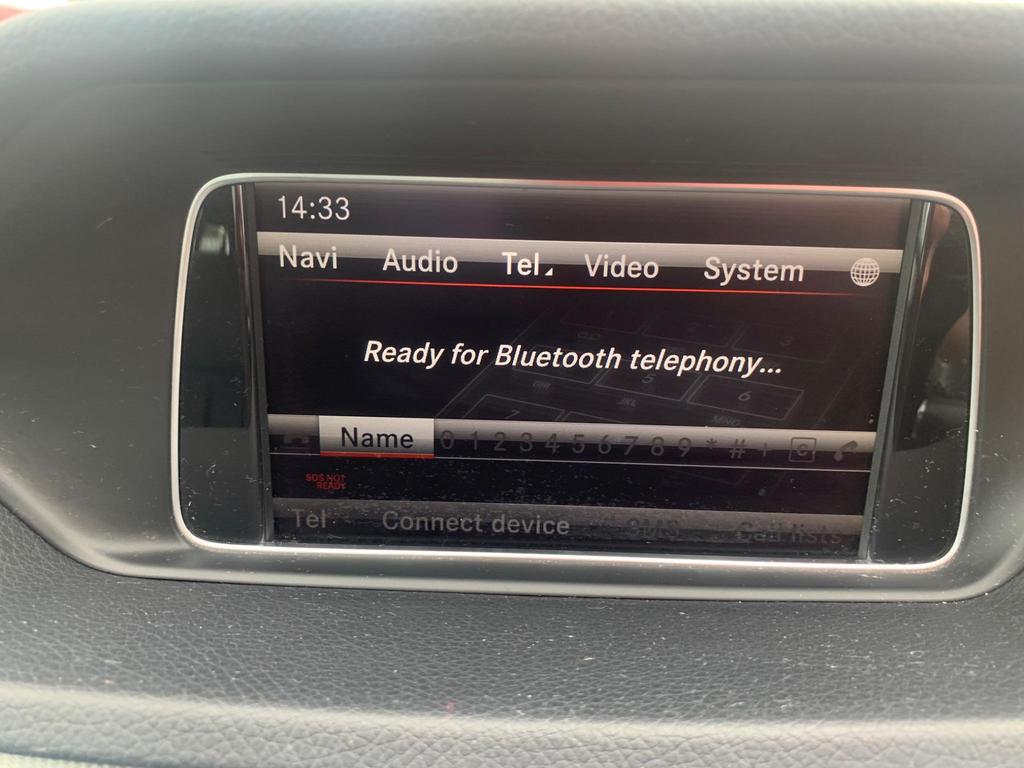 14:33
Navi Audio Tel Video System
Ready for Bluetooth telephony...
Name 0 1 2 3 4 5 6 7 8 9 * # + C
SOS NOT
READY
Tel Connect device SMS Call lists